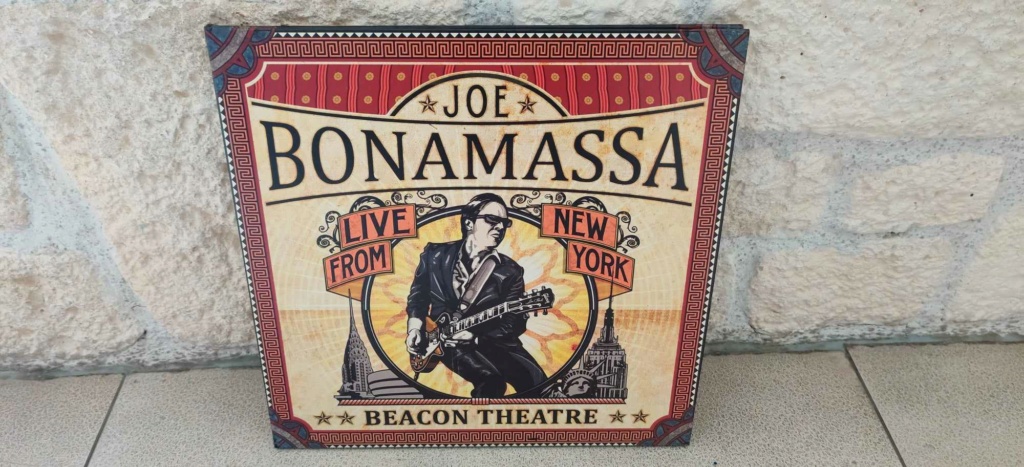 JOE
BONAMASSA
LIVE FROM
NEW YORK
BEACON THEATRE